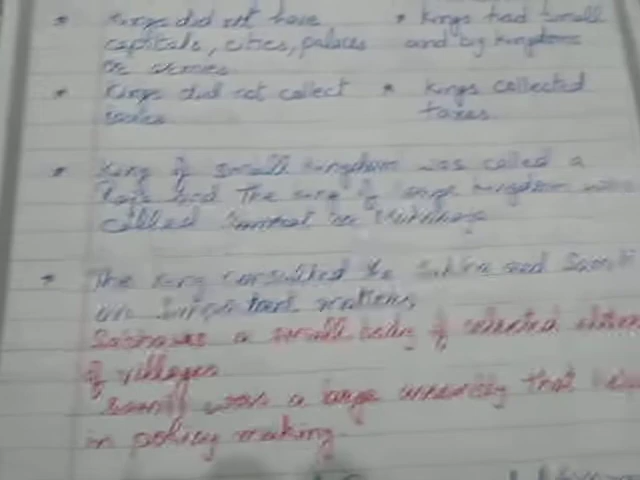 Kings did not have
capitals, cities, palaces
or armies
Kings had small
and big kingdoms
Kings did not collect
taxes
Kings collected
taxes
King of small kingdom was called a
Raja and The king of large kingdom was
called Samrat or
The King consulted the Sabha and Samiti
on important matters,
Sabha was a small body of selected
of villages
Samiti was a large assembly that
in policy making.